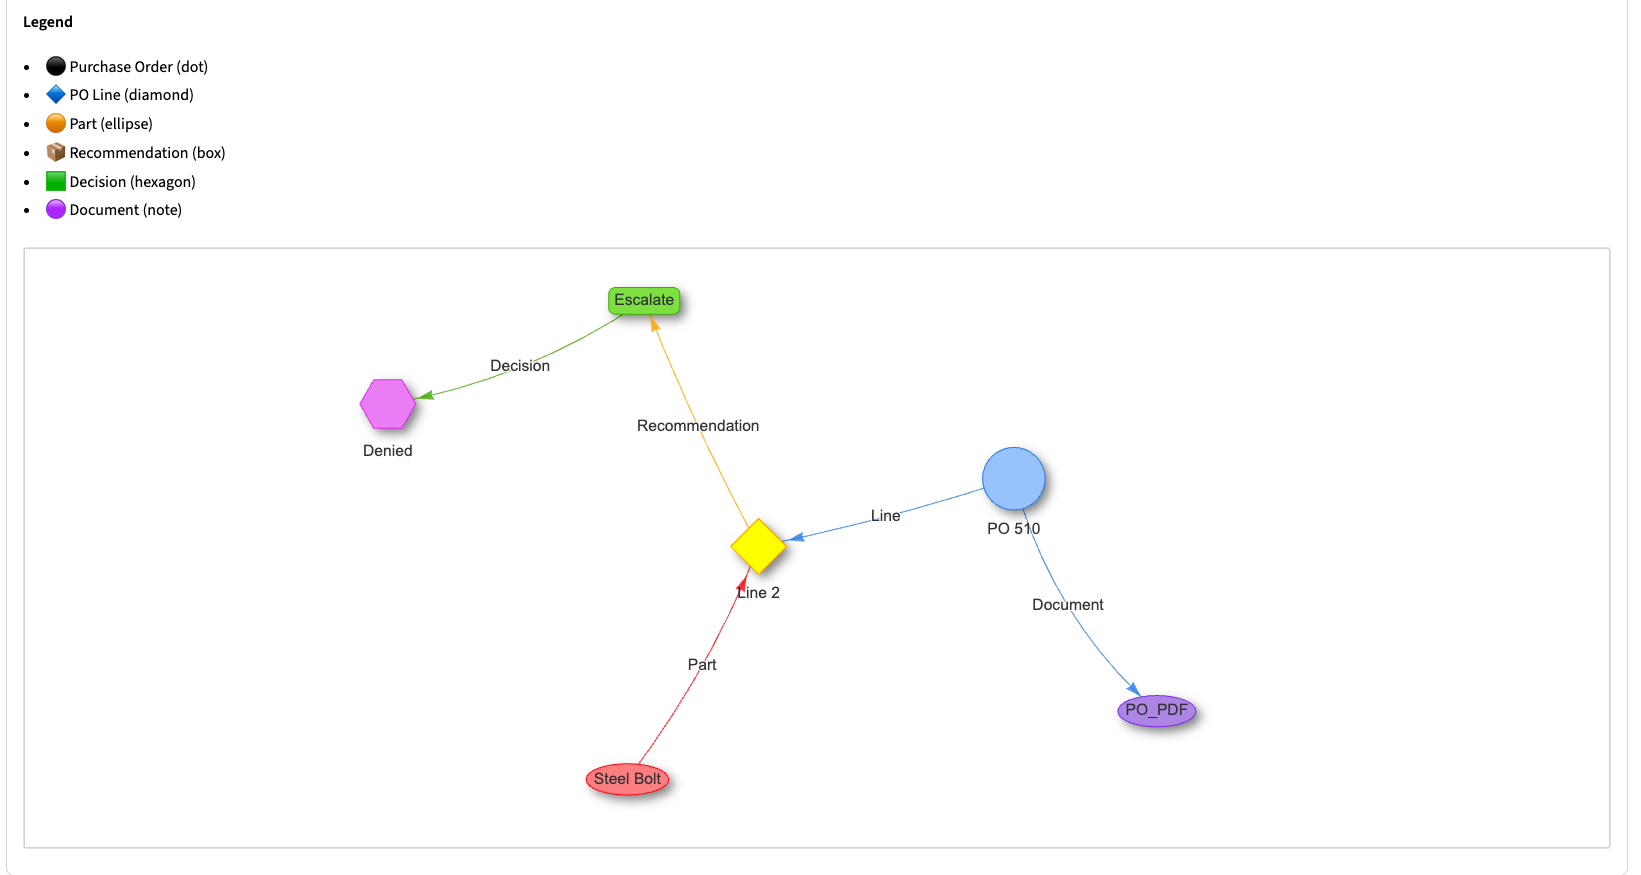 Legend
Purchase Order (dot)
PO Line (diamond)
Part (ellipse)
Recommendation (box)
Decision (hexagon)
Document (note)
Escalate
Decision
Recommendation
Denied
Line
PO 510
Line 2
Document
Part
PO_PDF
Steel Bolt